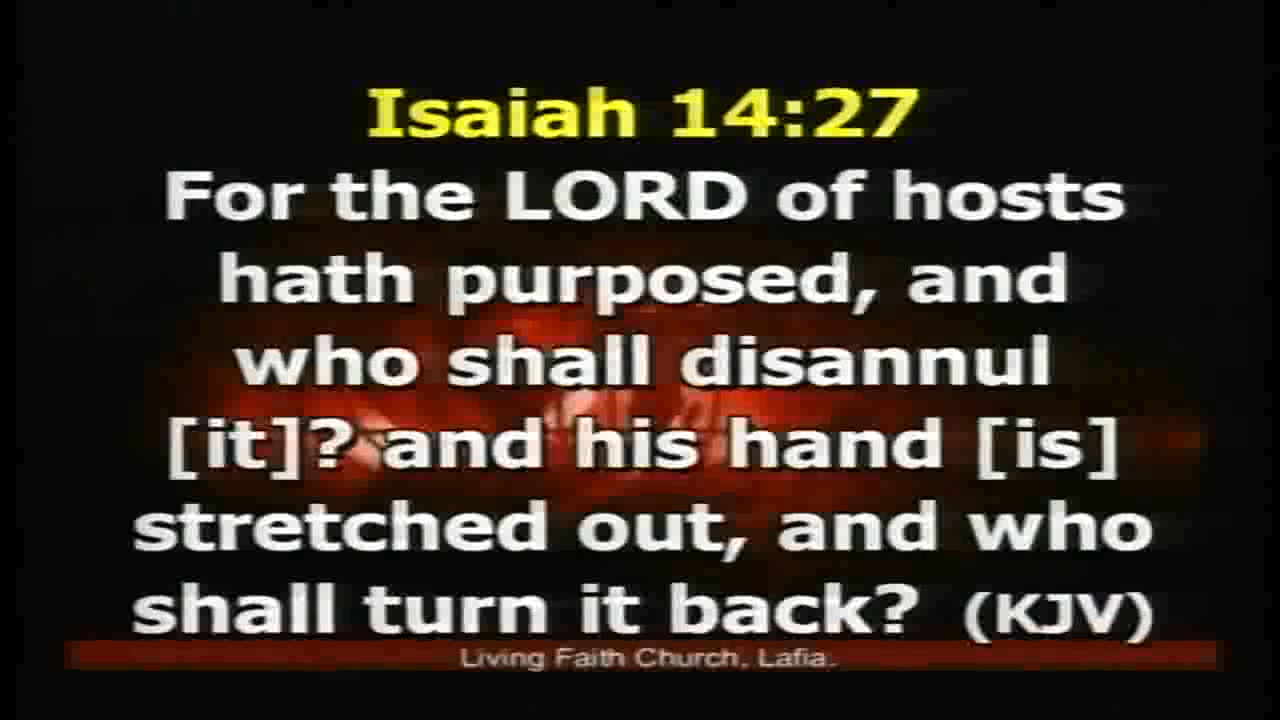 Isaiah 14:27
For the LORD of hosts
hath purposed, and
who shall disannul
[it]? and his hand [is]
stretched out, and who
shall turn it back? (KJV)
Living Faith Church, Lafia.